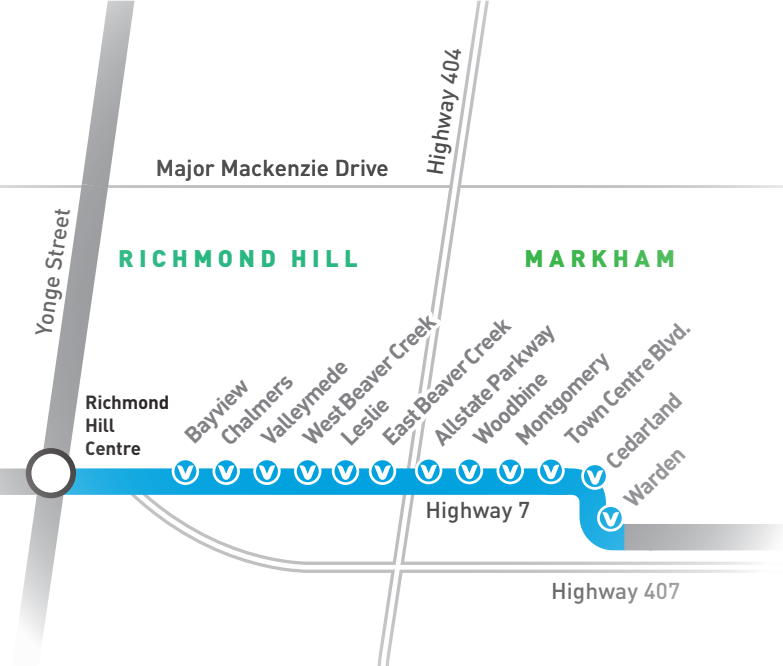 Highway 404
Major Mackenzie Drive
Yonge Street
RICHMOND HILL
MARKHAM
Richmond
Hill
Centre
Bayview
Chalmers
Valleymede
West Beaver Creek
Leslie
East Beaver Creek
Allstate Parkway
Woodbine
Montgomery
Town Centre Blvd.
Cedarland
Warden
Highway 7
Highway 407